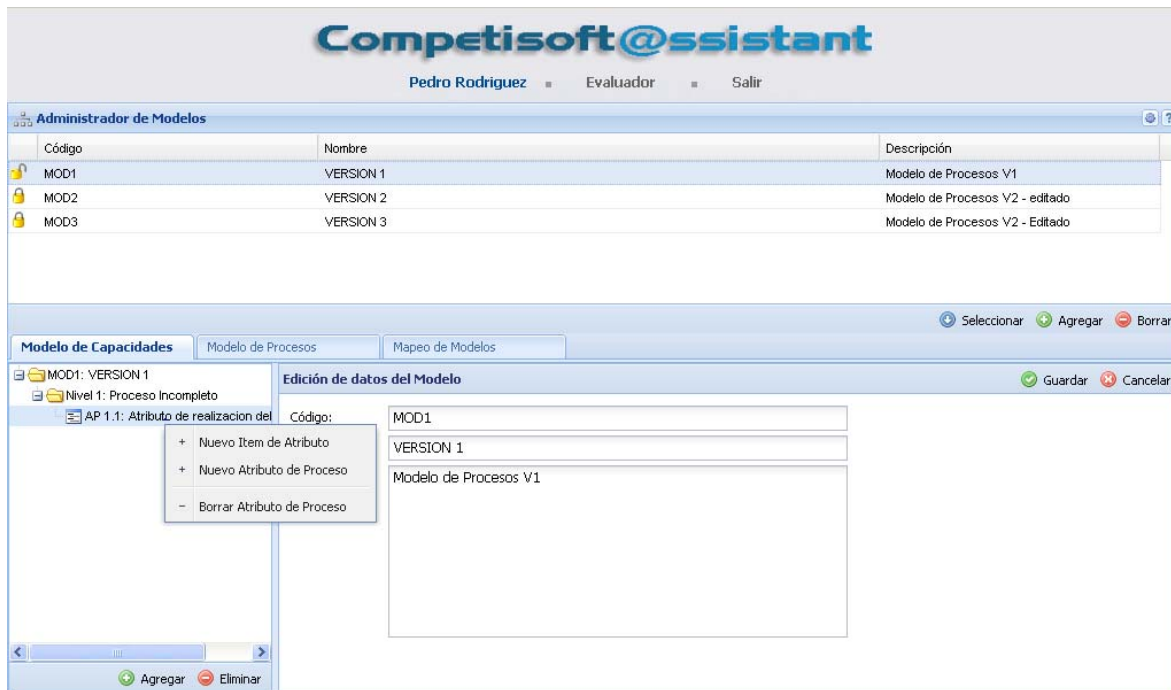 Competisoft@ssistant
Pedro Rodriguez Evaluador Salir
Administrador de Modelos
Código Nombre Descripción
MOD1 VERSION 1 Modelo de Procesos V1
MOD2 VERSION 2 Modelo de Procesos V2 - editado
MOD3 VERSION 3 Modelo de Procesos V2 - Editado
Seleccionar Agregar Borrar
Modelo de Capacidades Modelo de Procesos Mapeo de Modelos
MOD1: VERSION 1
Nivel 1: Proceso Incompleto
AP 1.1: Atributo de realizacion del
+ Nuevo Item de Atributo
+ Nuevo Atributo de Proceso
- Borrar Atributo de Proceso
Agregar Eliminar
Edición de datos del Modelo Guardar Cancelar
Código: MOD1
VERSION 1
Modelo de Procesos V1